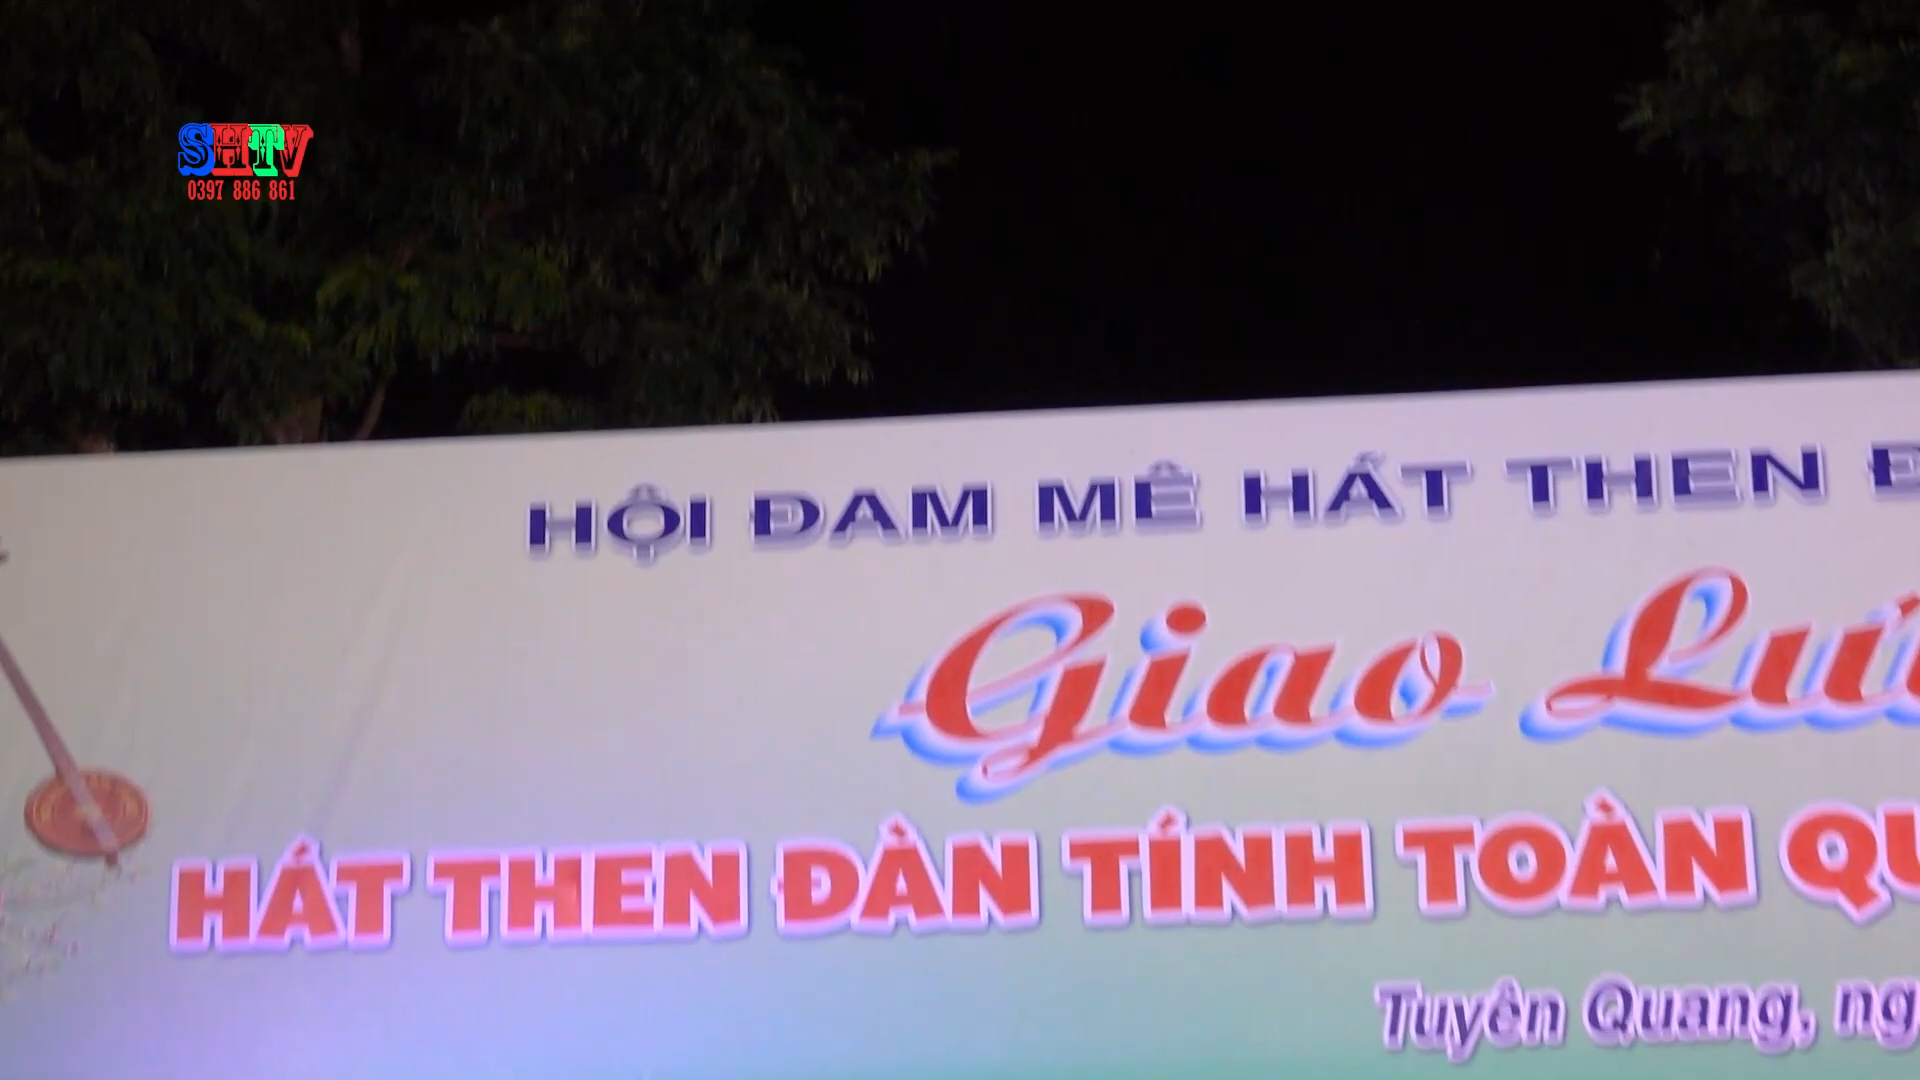 SHTV
0397 886 861
HỘI ĐAM MÊ HÁT THEN
Giao
HÁT THEN ĐÀN TÍNH TOÀN
Tuyên Quang,